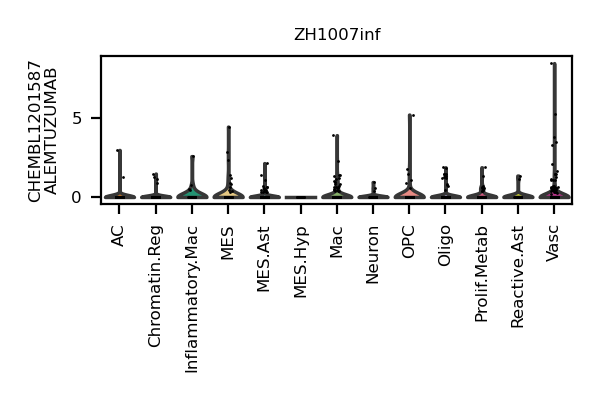 ZH1007inf
CHEMBL1201587
ALEMTUZUMAB
5
0
AC
Chromatin.Reg
Inflammatory.Mac
MES
MES.Ast
MES.Hyp
Mac
Neuron
OPC
Oligo
Prolif.Metab
Reactive.Ast
Vasc